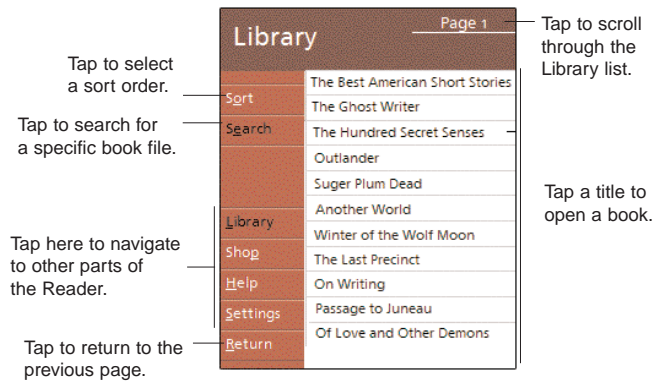 Library
Page 1
Tap to scroll
through the
Library list.
Tap to select
a sort order.
Sort
Tap to search for
a specific book file.
Search
The Best American Short Stories
The Ghost Writer
The Hundred Secret Senses
Outlander
Suger Plum Dead
Another World
Winter of the Wolf Moon
The Last Precinct
On Writing
Passage to Juneau
Of Love and Other Demons
Tap a title to
open a book.
Tap here to navigate
to other parts of
the Reader.
Library
Shop
Help
Settings
Return
Tap to return to the
previous page.